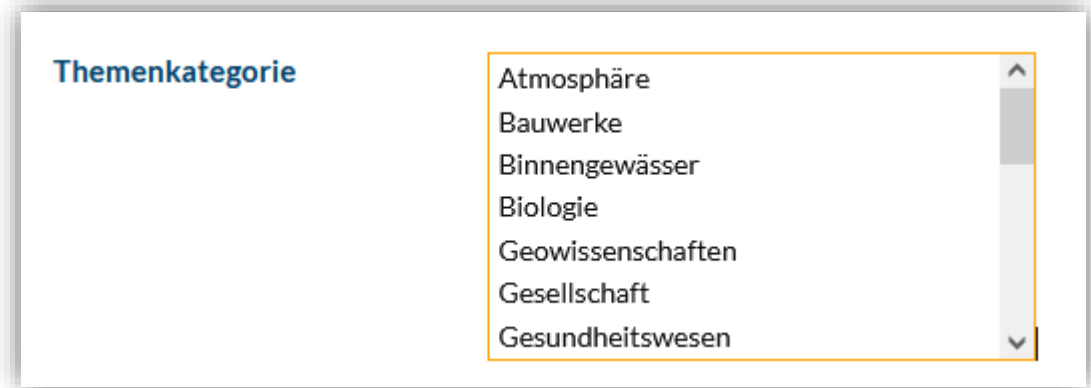 Themenkategorie
Atmosphäre
Bauwerke
Binnengewässer
Biologie
Geowissenschaften
Gesellschaft
Gesundheitswesen